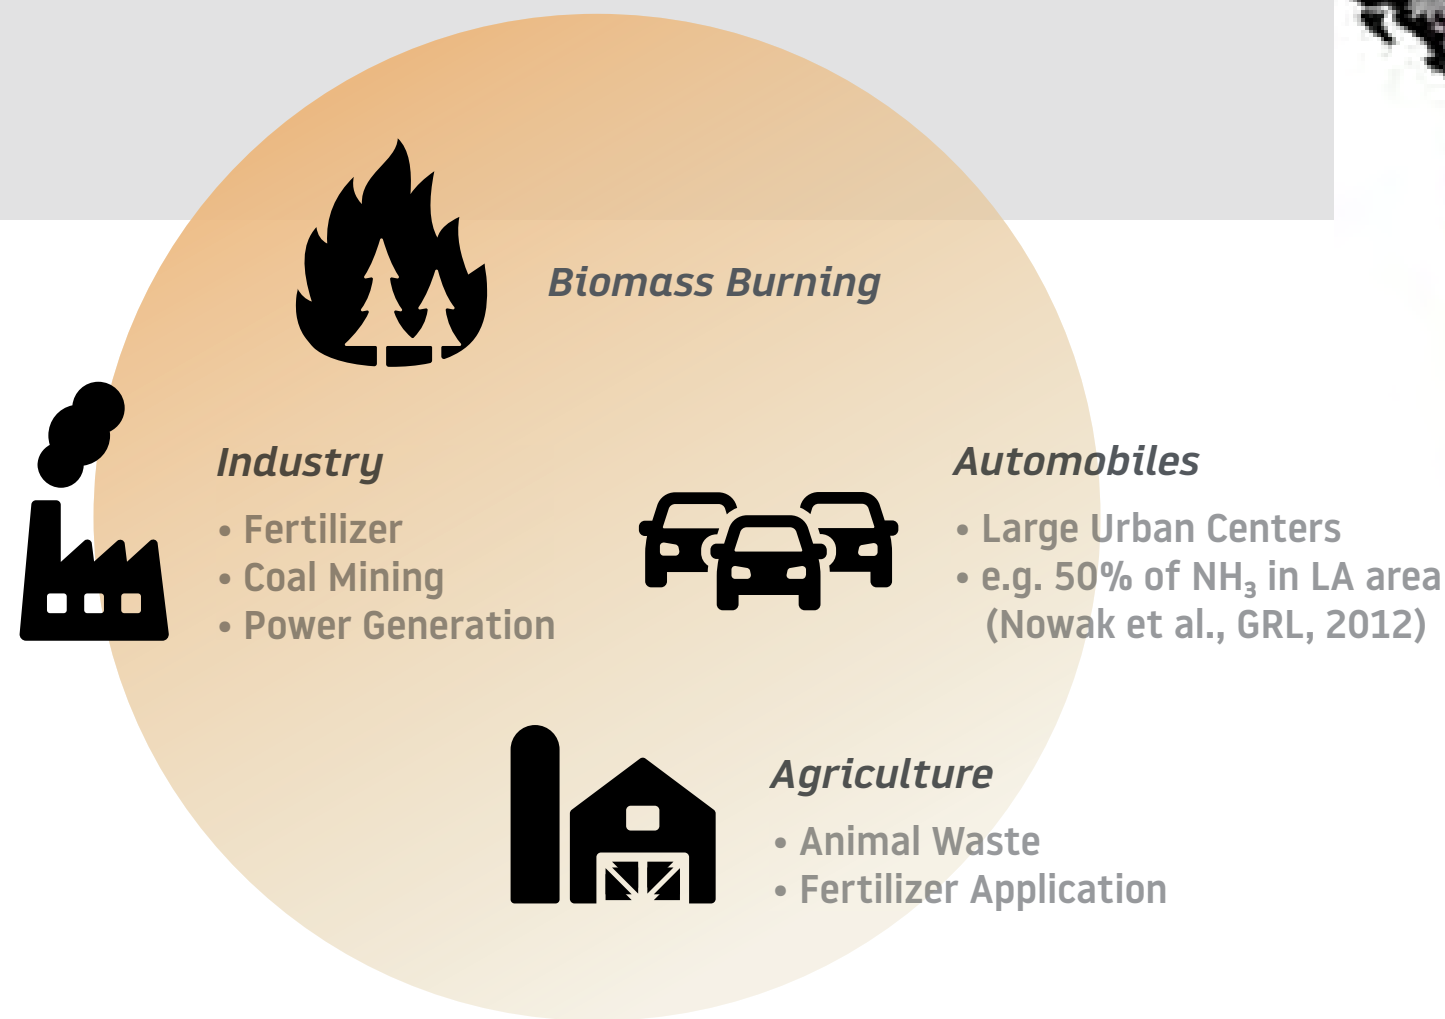 Biomass Burning
Industry
• Fertilizer
• Coal Mining
• Power Generation
Automobiles
• Large Urban Centers
• e.g. 50% of NH₃ in LA area
(Nowak et al., GRL, 2012)
Agriculture
• Animal Waste
• Fertilizer Application